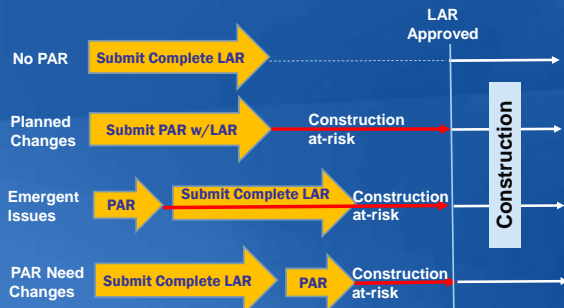 LAR
Approved
No PAR
Submit Complete LAR
Planned
Changes
Submit PAR w/LAR
Construction
at-risk
Emergent
Issues
PAR
Submit Complete LAR
Construction
at-risk
PAR Need
Changes
Submit Complete LAR
PAR
Construction
at-risk
Construction